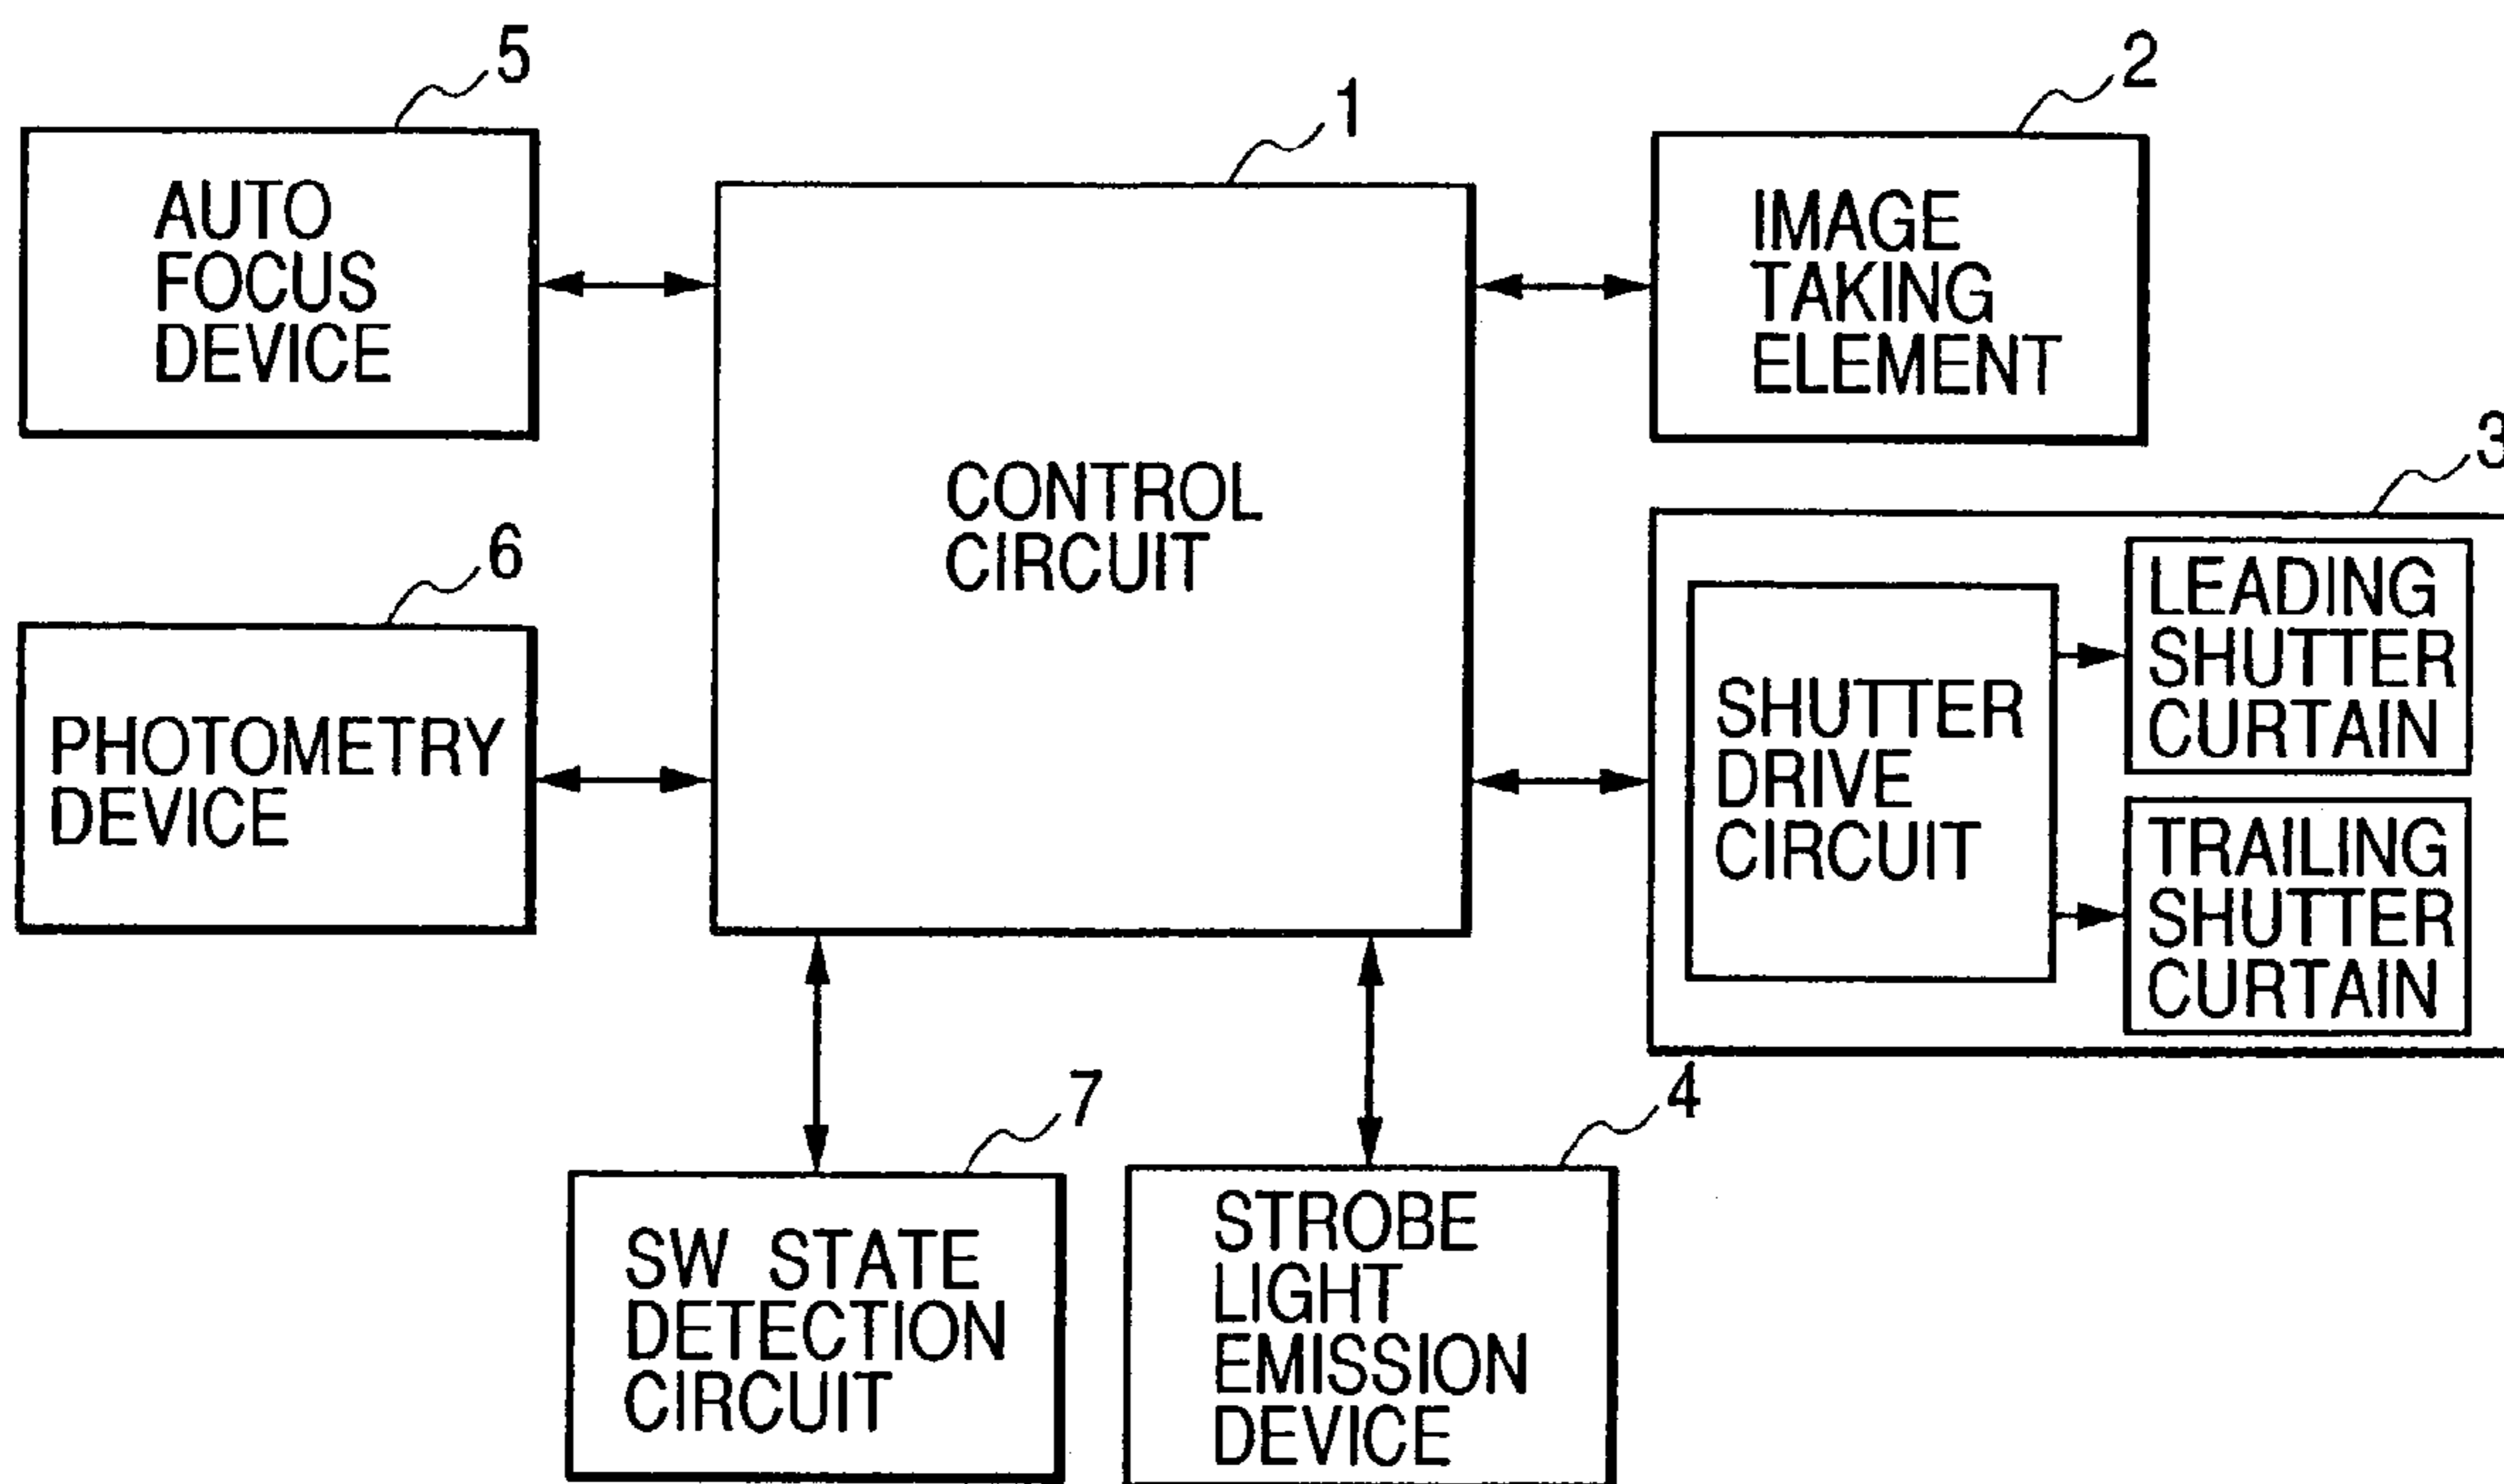 5
1
2
AUTO
FOCUS
DEVICE
IMAGE
TAKING
ELEMENT
CONTROL
CIRCUIT
3
6
PHOTOMETRY
DEVICE
SHUTTER
DRIVE
CIRCUIT
LEADING
SHUTTER
CURTAIN
TRAILING
SHUTTER
CURTAIN
7
4
SW STATE
DETECTION
CIRCUIT
STROBE
LIGHT
EMISSION
DEVICE